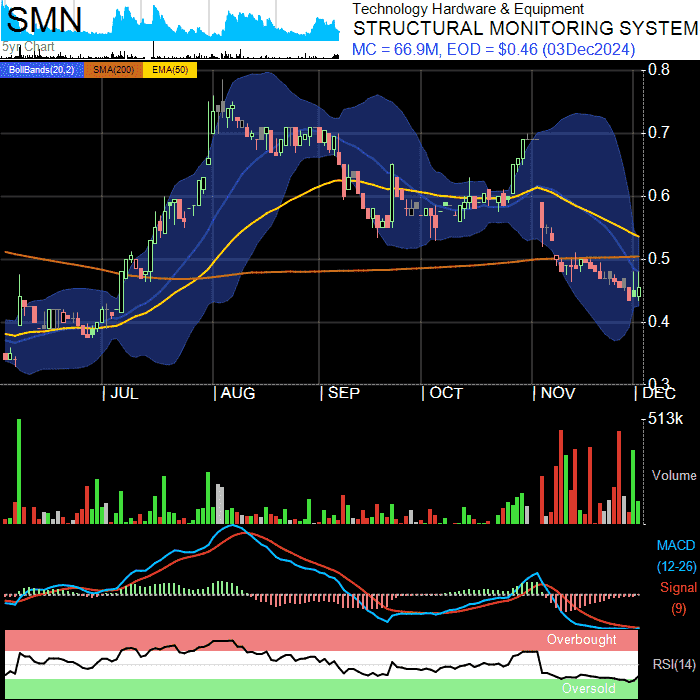 SMN
5yr Chart
Technology Hardware & Equipment
STRUCTURAL MONITORING SYSTEM
MC = 66.9M, EOD = $0.46 (03Dec2024)
BollBands(20,2) SMA(200) EMA(50)
0.8
0.7
0.6
0.5
0.4
0.3
JUL AUG SEP OCT NOV DEC
513k
Volume
MACD
(12-26)
Signal
(9)
Overbought
RSI(14)
Oversold